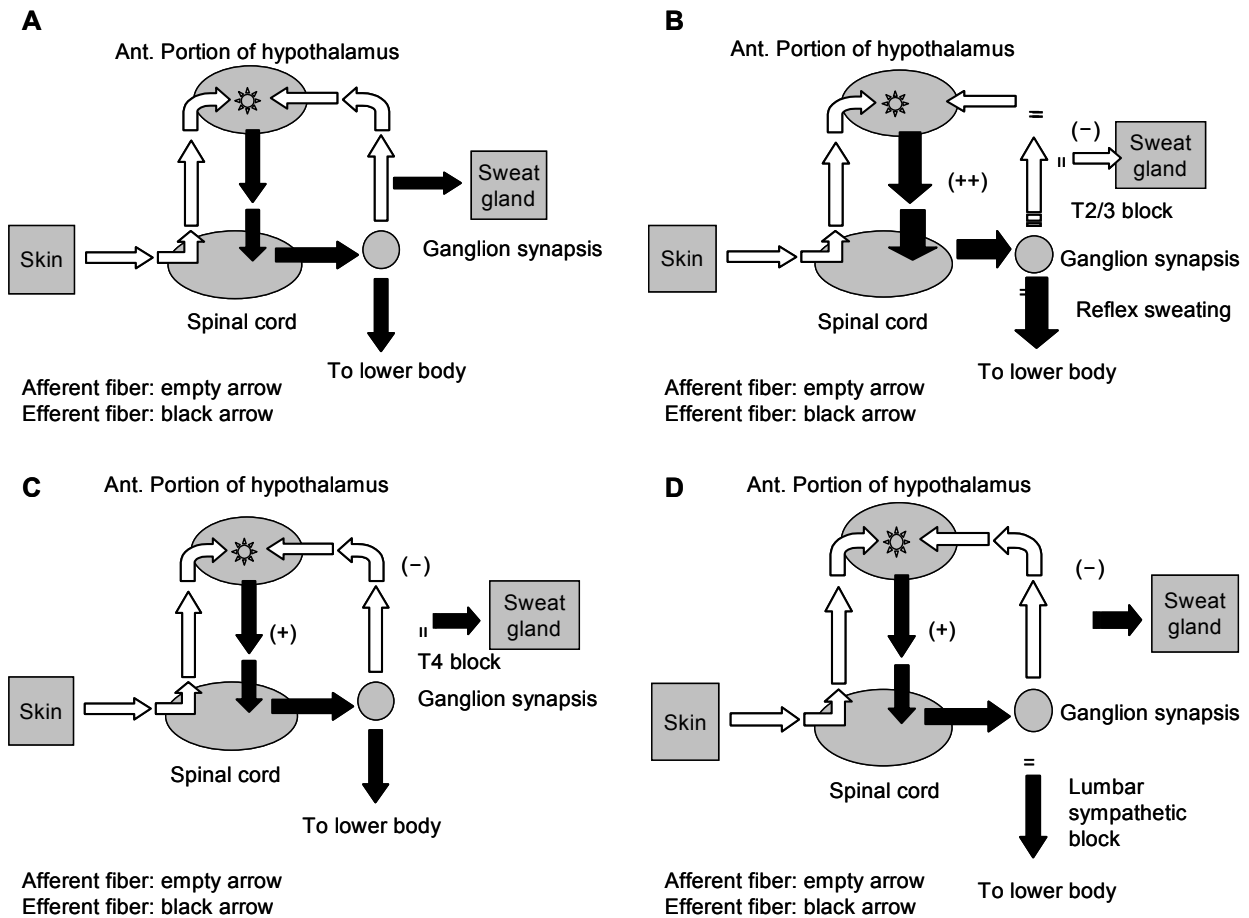 A
Ant. Portion of hypothalamus
Sweat
gland
Skin
Ganglion synapsis
Spinal cord
To lower body
Afferent fiber: empty arrow
Efferent fiber: black arrow
B
Ant. Portion of hypothalamus
=
(−)
Sweat
gland
=
(++)
T2/3 block
Skin
Ganglion synapsis
=
Reflex sweating
Spinal cord
To lower body
Afferent fiber: empty arrow
Efferent fiber: black arrow
C
Ant. Portion of hypothalamus
(−)
Sweat
gland
(+)
=
T4 block
Skin
Ganglion synapsis
Spinal cord
To lower body
Afferent fiber: empty arrow
Efferent fiber: black arrow
D
Ant. Portion of hypothalamus
(−)
Sweat
gland
(+)
Skin
Ganglion synapsis
=
Spinal cord
Lumbar
sympathetic
block
To lower body
Afferent fiber: empty arrow
Efferent fiber: black arrow